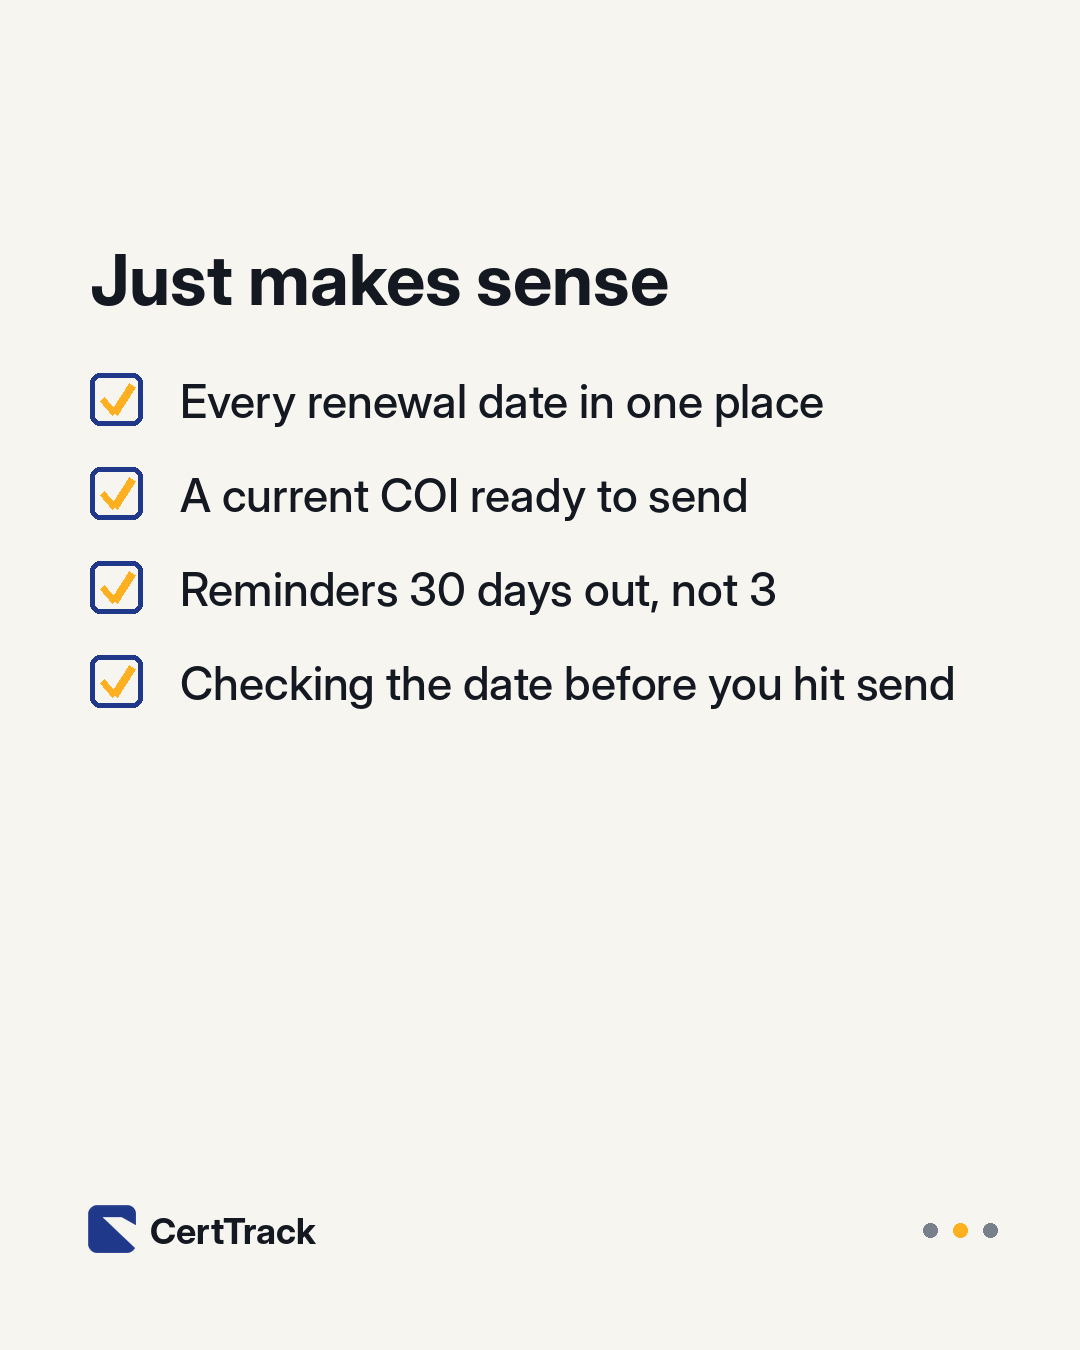 Just makes sense
Every renewal date in one place
A current COI ready to send
Reminders 30 days out, not 3
Checking the date before you hit send
CertTrack